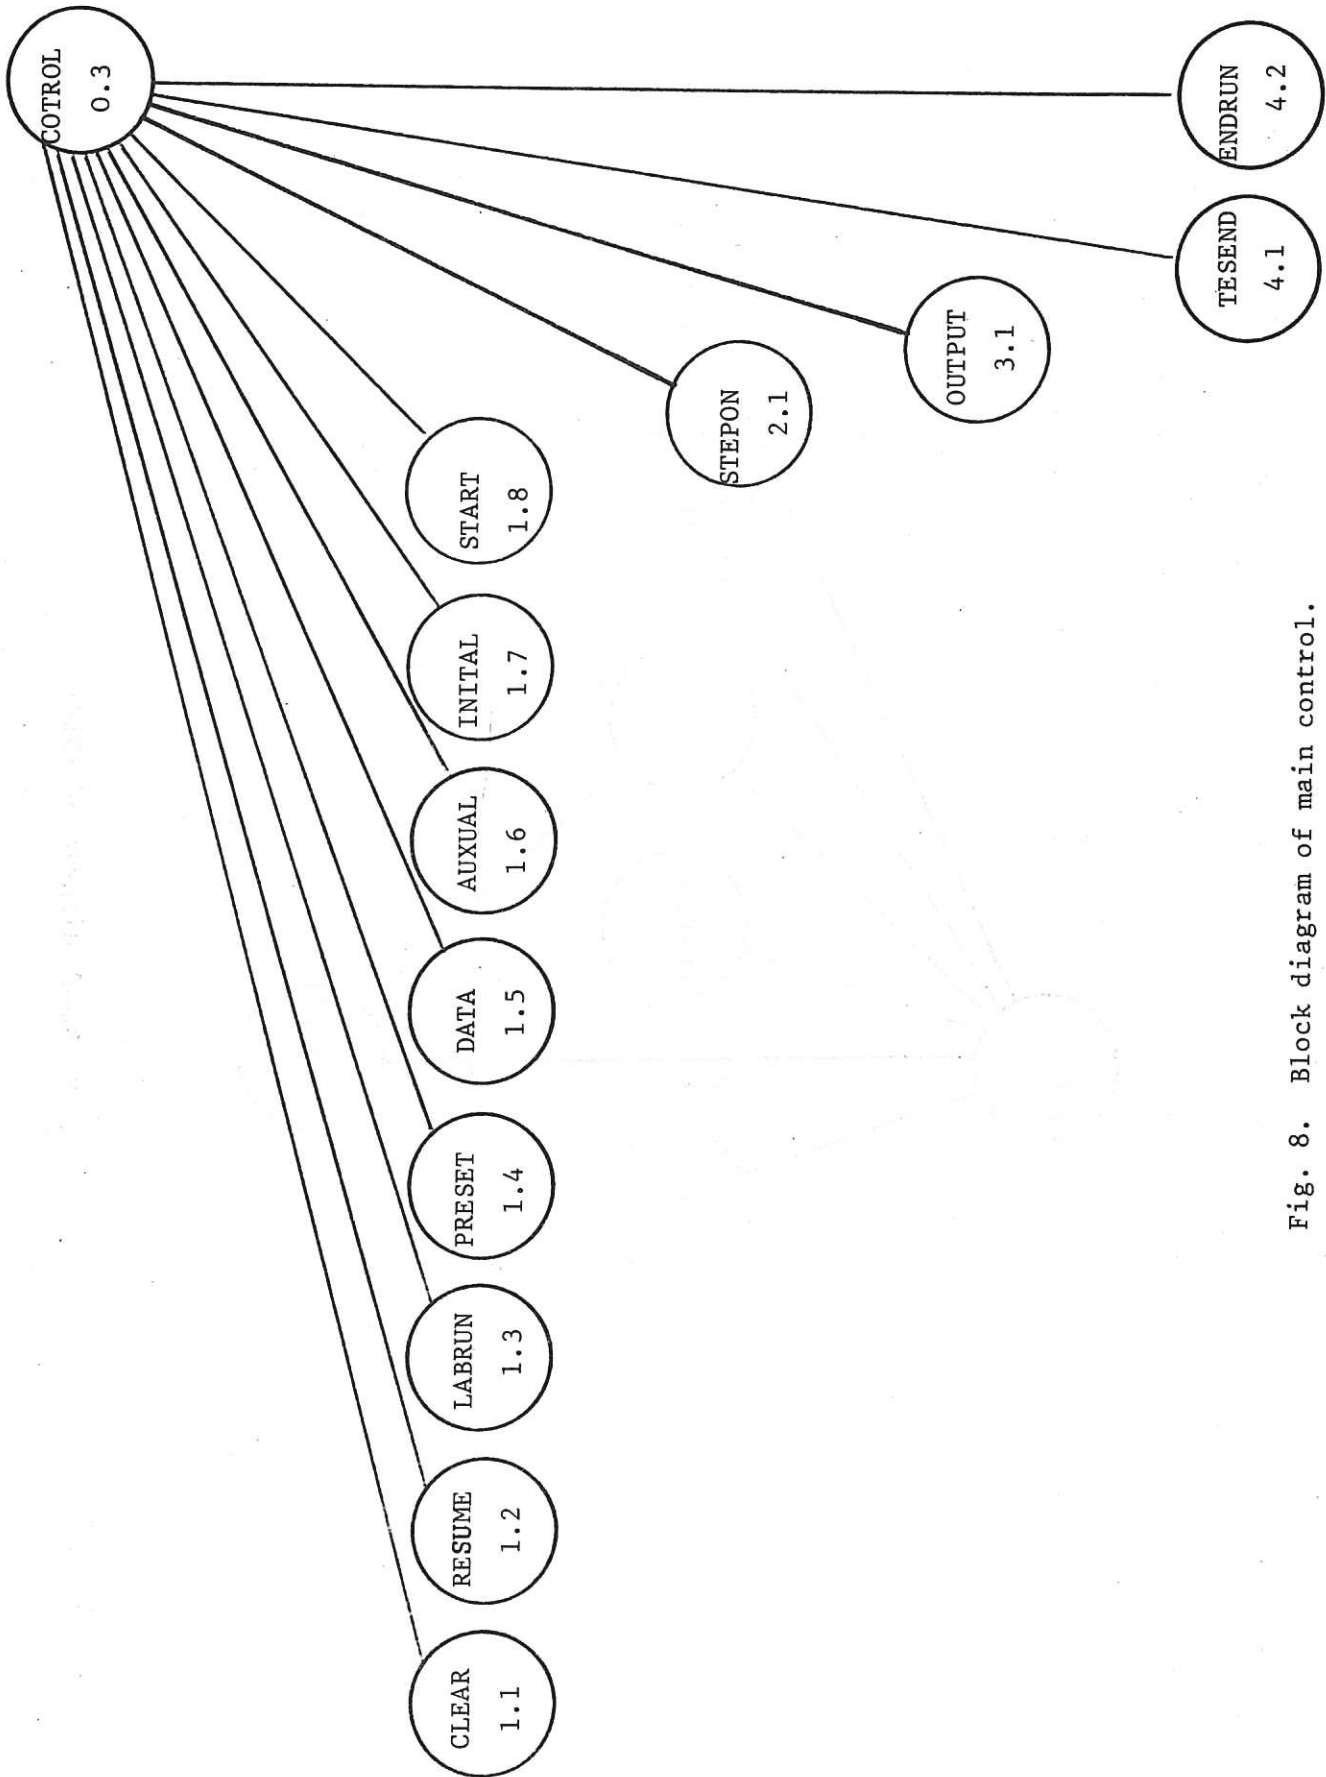 COTROL
0.3
CLEAR
1.1
RESUME
1.2
LABRUN
1.3
PRESET
1.4
DATA
1.5
AUXUAL
1.6
INITAL
1.7
START
1.8
STEPON
2.1
OUTPUT
3.1
TESEND
4.1
ENDRUN
4.2
Fig. 8. Block diagram of main control.